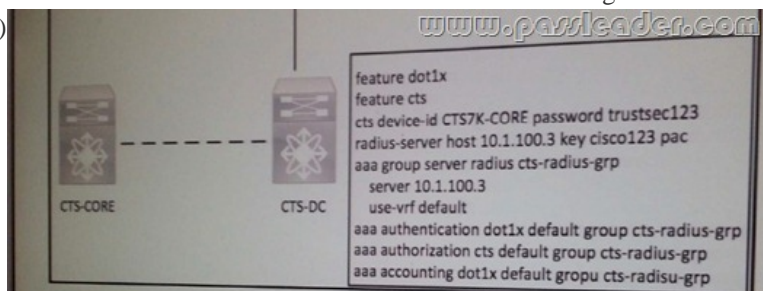 )
www.passleader.com
feature dot1x
feature cts
cts device-id CTS7K-CORE password trustsec123
radius-server host 10.1.100.3 key cisco123 pac
aaa group server radius cts-radius-grp
server 10.1.100.3
use-vrf default
aaa authentication dot1x default group cts-radius-grp
aaa authorization cts default group cts-radius-grp
aaa accounting dot1x default gropu cts-radisu-grp
CTS-CORE
CTS-DC